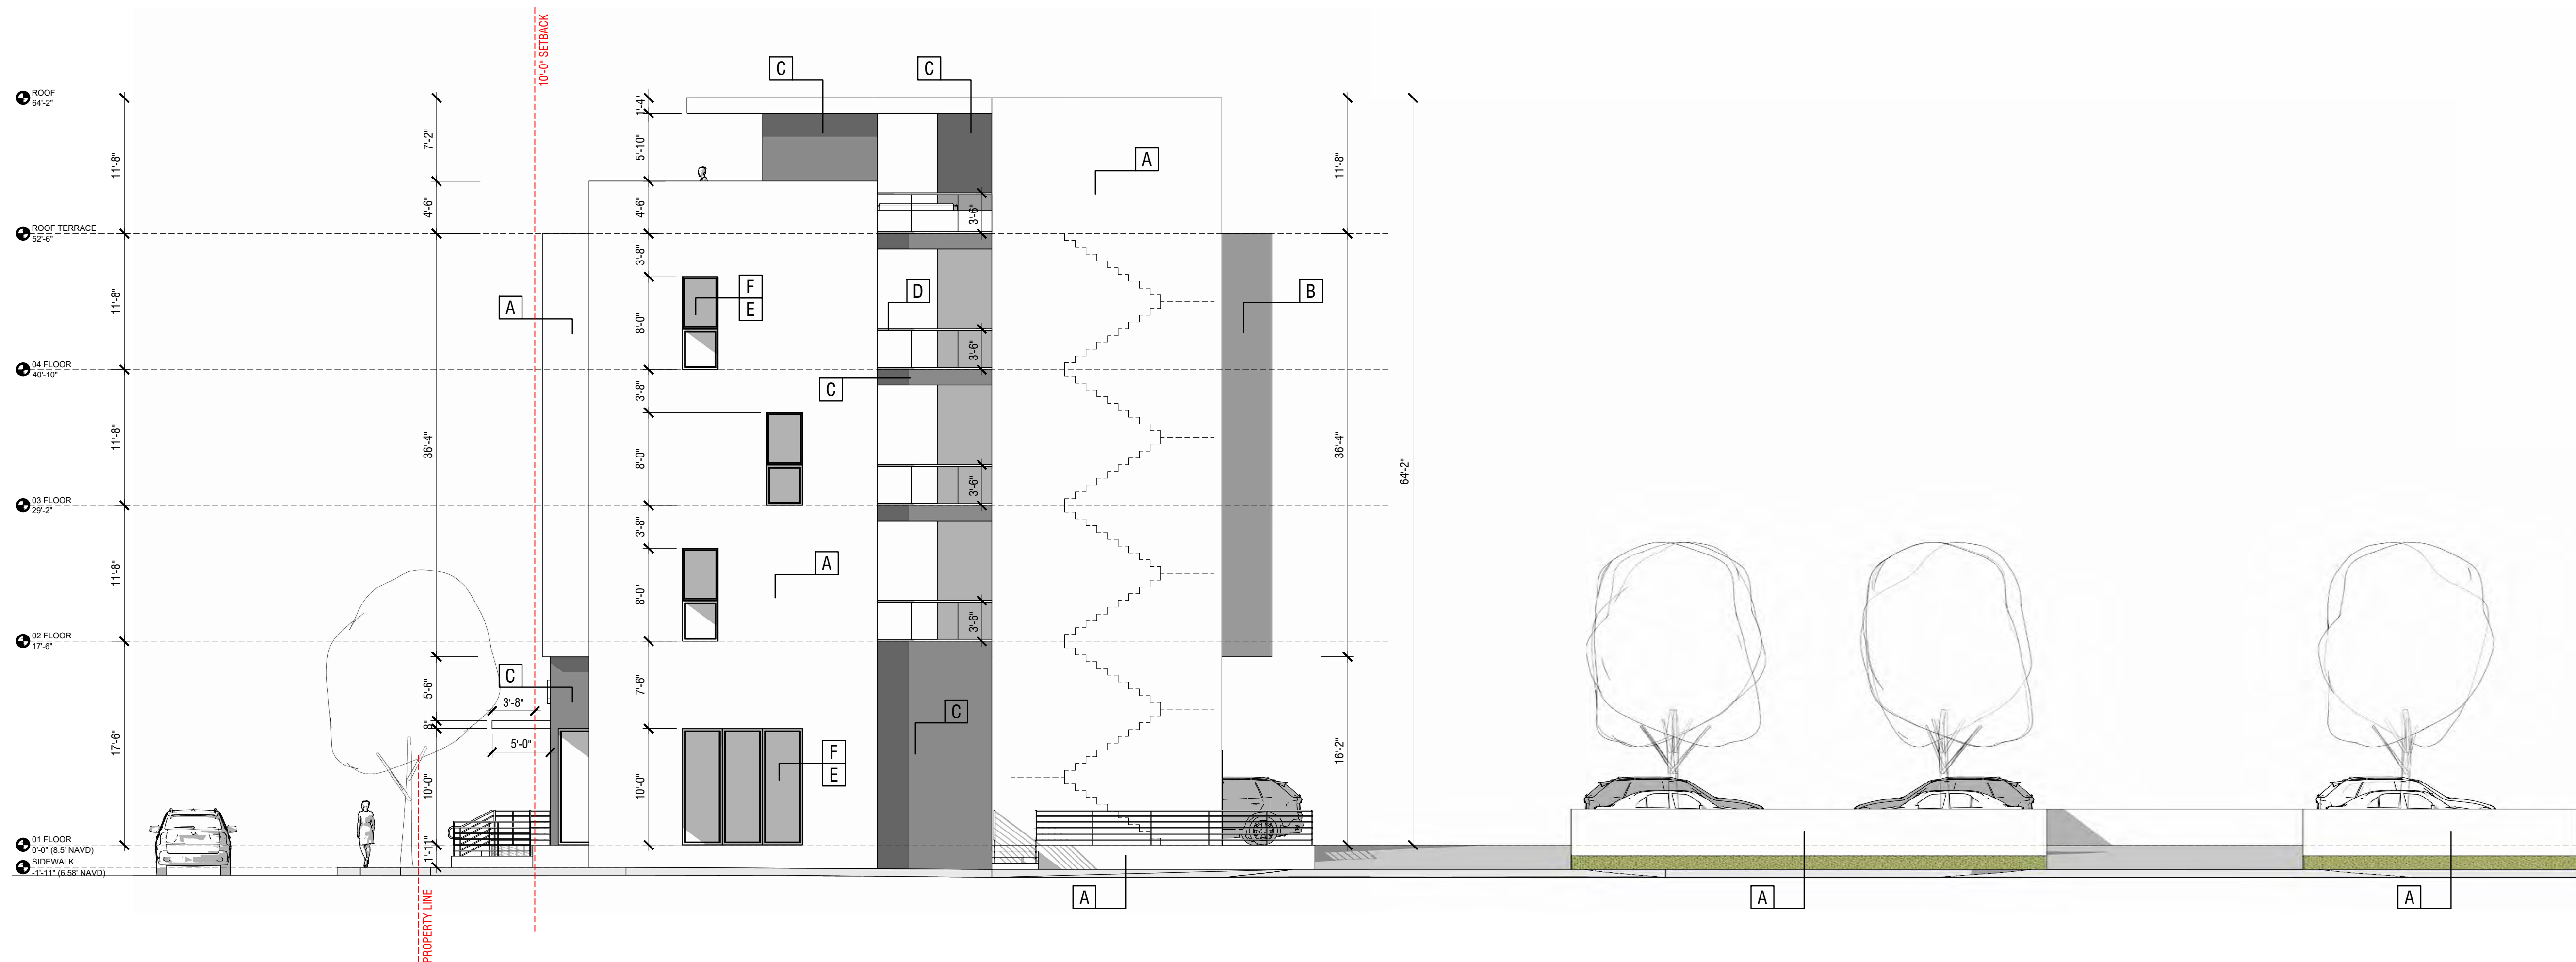 10'-0" SETBACK
C
C
ROOF
64'-2"
1'-4"
7'-2"
5'-10"
11'-8"
11'-8"
A
4'-6"
4'-6"
3'-6"
ROOF TERRACE
52'-6"
3'-8"
F
E
D
B
A
11'-8"
8'-0"
3'-6"
04 FLOOR
40'-10"
C
3'-8"
11'-8"
36'-4"
36'-4"
8'-0"
64'-2"
3'-6"
03 FLOOR
29'-2"
3'-8"
A
11'-8"
8'-0"
3'-6"
02 FLOOR
17'-6"
C
5'-6"
7'-6"
3'-8"
C
8"
17'-6"
5'-0"
F
E
16'-2"
10'-0"
10'-0"
01 FLOOR
0'-0" (8.5' NAVD)
1'-11"
SIDEWALK
-1'-11" (6.58' NAVD)
A
A
A
PROPERTY LINE